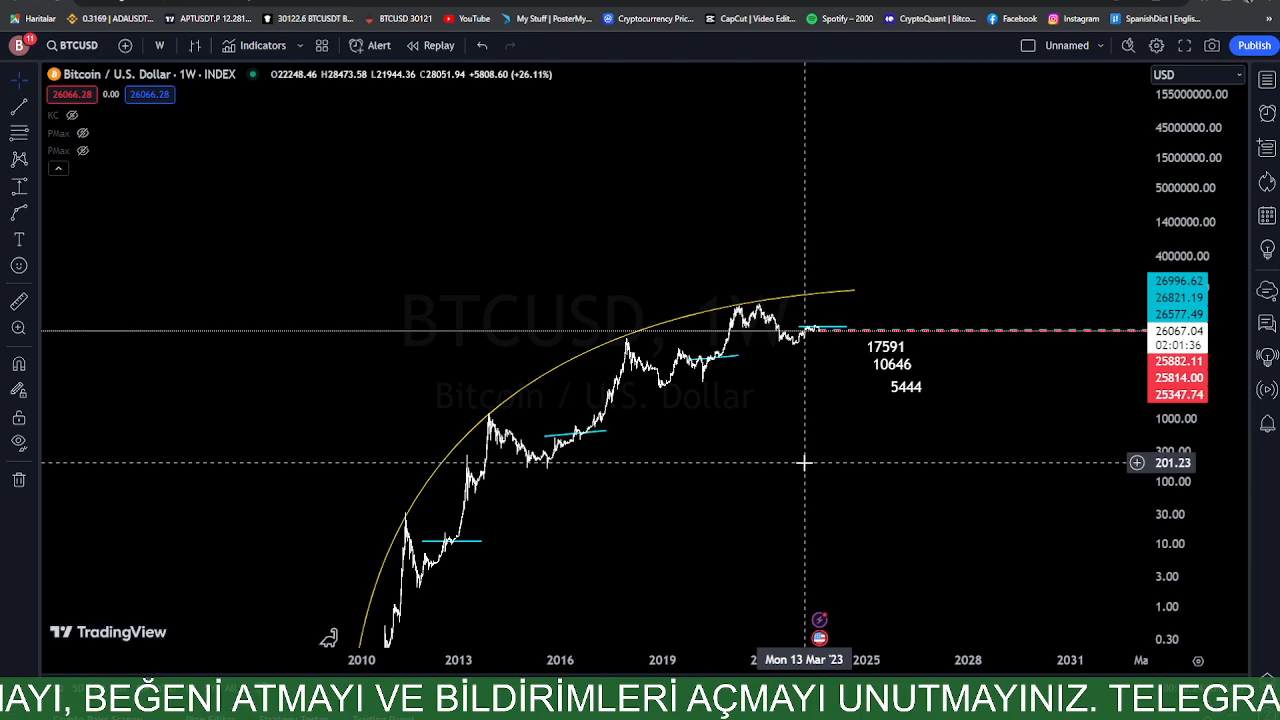 Haritalar
0.3169 | ADAUSDT...
APTUSDT.P 12.281...
30122.6 BTCUSDT B...
BTCUSD 30121
YouTube
My Stuff | PosterMy...
Cryptocurrency Pric...
CapCut | Video Edit...
Spotify – 2000
CryptoQuant | Bitco...
Facebook
Instagram
SpanishDict | Englis...
»
B 11
BTCUSD
W
Indicators
Alert
Replay
Unnamed
Publish
Bitcoin / U.S. Dollar · 1W · INDEX
O22248.46 H28473.58 L21944.36 C28051.94 +5808.60 (+26.11%)
USD
26066.28 0.00 26066.28
KC
PMax
PMax
155000000.00
45000000.00
15000000.00
5000000.00
1400000.00
400000.00
26996.62
26821.19
26577.49
26067.04
02:01:36
25882.11
25814.00
25347.74
1000.00
300.00
201.23
100.00
30.00
10.00
3.00
1.00
0.30
BTCUSD, 1W
Bitcoin / U.S. Dollar
17591
10646
5444
TradingView
2010 2013 2016 2019 2 Mon 13 Mar '23 2025 2028 2031 Ma
MAYI, BEĞENİ ATMAYI VE BİLDİRİMLERİ AÇMAYI UNUTMAYINIZ. TELEGRA